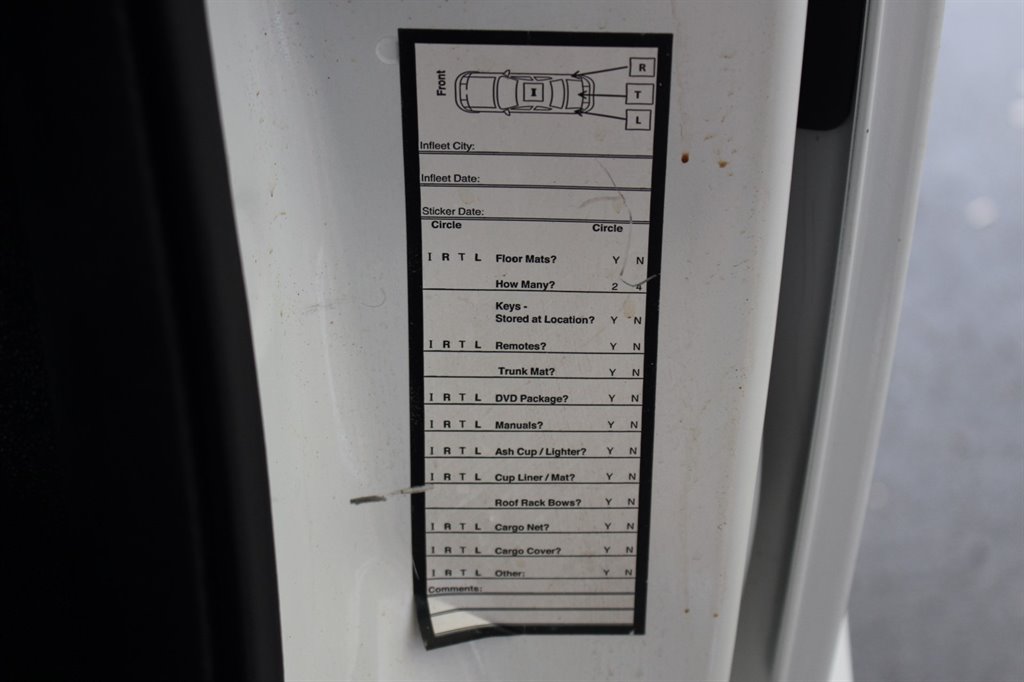 Front
R
I
T
L
Infleet City:
Infleet Date:
Sticker Date:
Circle Circle
I R T L Floor Mats? Y N
How Many? 2 4
Keys -
Stored at Location? Y N
I R T L Remotes? Y N
Trunk Mat? Y N
I R T L DVD Package? Y N
I R T L Manuals? Y N
I R T L Ash Cup / Lighter? Y N
I R T L Cup Liner / Mat? Y N
Roof Rack Bows? Y N
I R T L Cargo Net? Y N
I R T L Cargo Cover? Y N
I R T L Other: Y N
Comments: